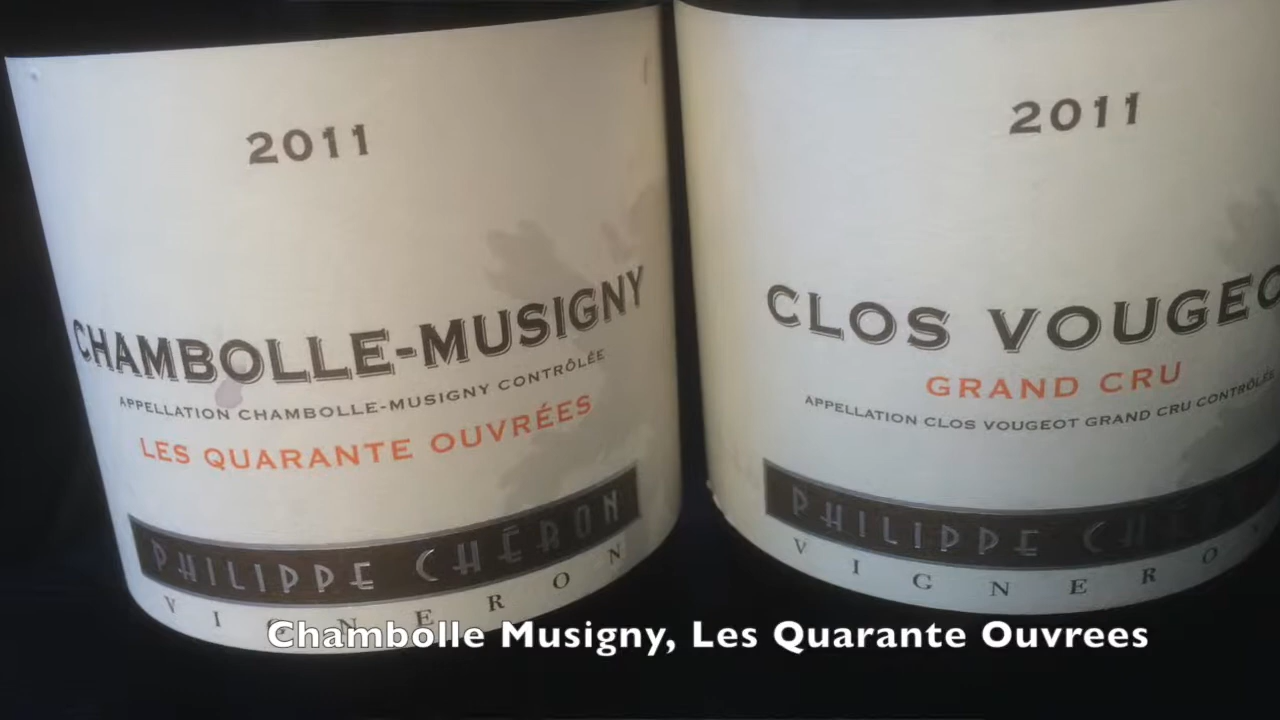 2011
CHAMBOLLE-MUSIGNY
APPELLATION CHAMBOLLE-MUSIGNY CONTRÔLÉE
LES QUARANTE OUVRÉES
PHILIPPE CHÉRON
VIGNERON
2011
CLOS VOUGEO
GRAND CRU
APPELLATION CLOS VOUGEOT GRAND CRU CONTRÔLÉE
PHILIPPE CHÉRON
VIGNERO
Chambolle Musigny, Les Quarante Ouvrees